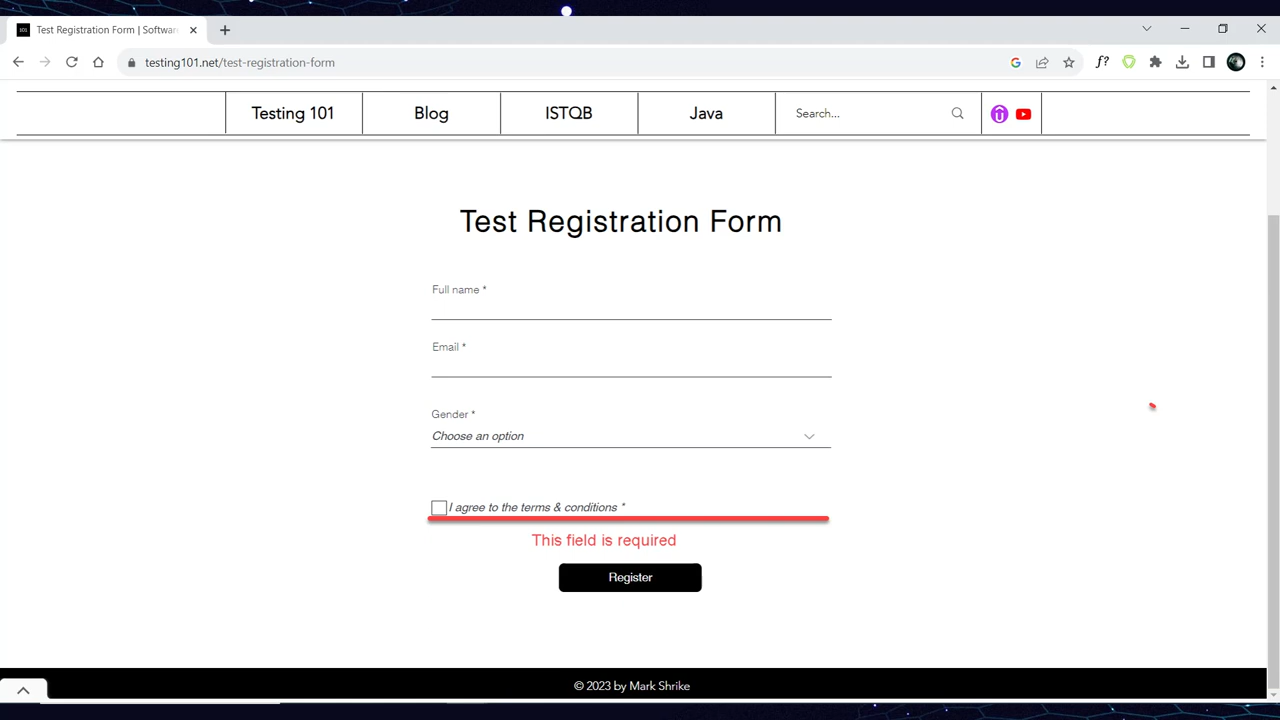 101
Test Registration Form | Softwar
testing101.net/test-registration-form
f?
Testing 101
Blog
ISTQB
Java
Search...
Test Registration Form
Full name *
Email *
Gender *
Choose an option
I agree to the terms & conditions *
This field is required
Register
© 2023 by Mark Shrike